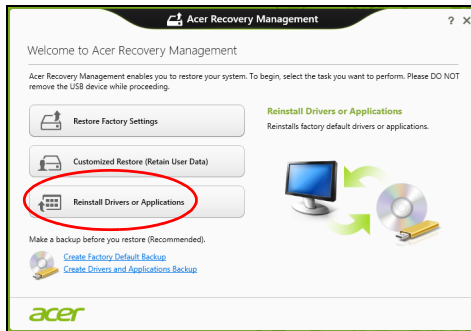 Acer Recovery Management
? X
Welcome to Acer Recovery Management
Acer Recovery Management enables you to restore your system. To begin, select the task you want to perform. Please DO NOT
remove the USB device while proceeding.
Restore Factory Settings
Reinstall Drivers or Applications
Reinstalls factory default drivers or applications.
Customized Restore (Retain User Data)
Reinstall Drivers or Applications
Make a backup before you restore (Recommended).
Create Factory Default Backup
Create Drivers and Applications Backup
acer